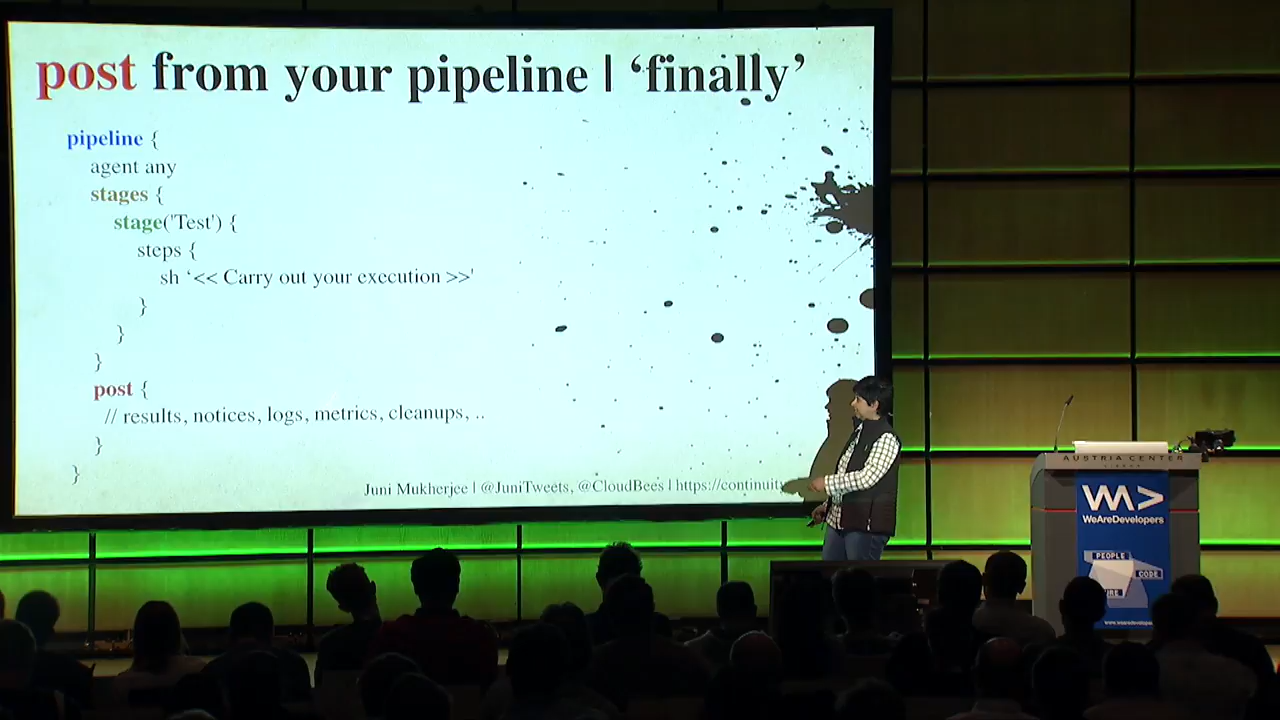 post from your pipeline | ‘finally’
pipeline {
agent any
stages {
stage('Test') {
steps {
sh ‘<< Carry out your execution >>'
}
}
}
post {
// results, notices, logs, metrics, cleanups, ..
}
}
Juni Mukherjee | @JuniTweets, @CloudBees | https://continuity
AUSTRIA CENTER
WeAreDevelopers
PEOPLE
CODE